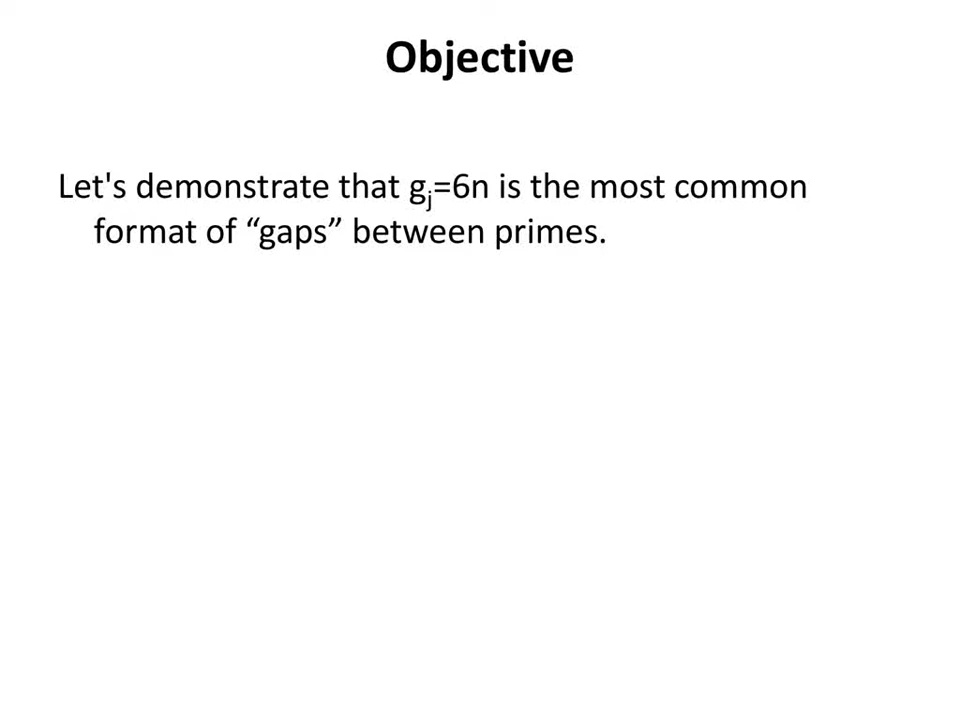 Objective
Let's demonstrate that gj=6n is the most common
format of “gaps” between primes.